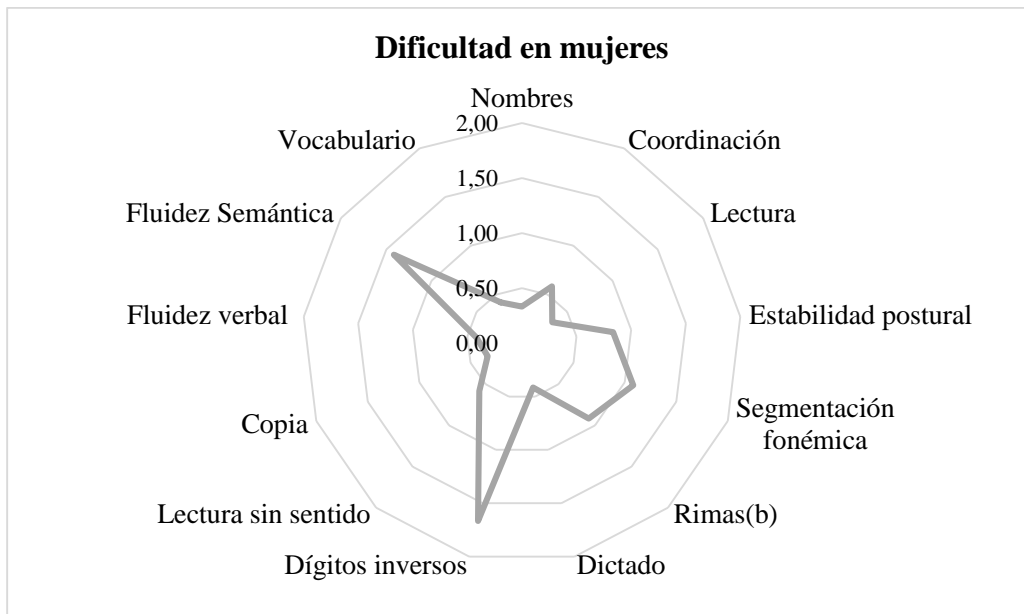 Dificultad en mujeres
Nombres
2,00
Vocabulario
Coordinación
1,50
Fluidez Semántica
Lectura
1,00
0,50
Fluidez verbal
Estabilidad postural
0,00
Copia
Segmentación
fonémica
Lectura sin sentido
Rimas(b)
Dígitos inversos
Dictado